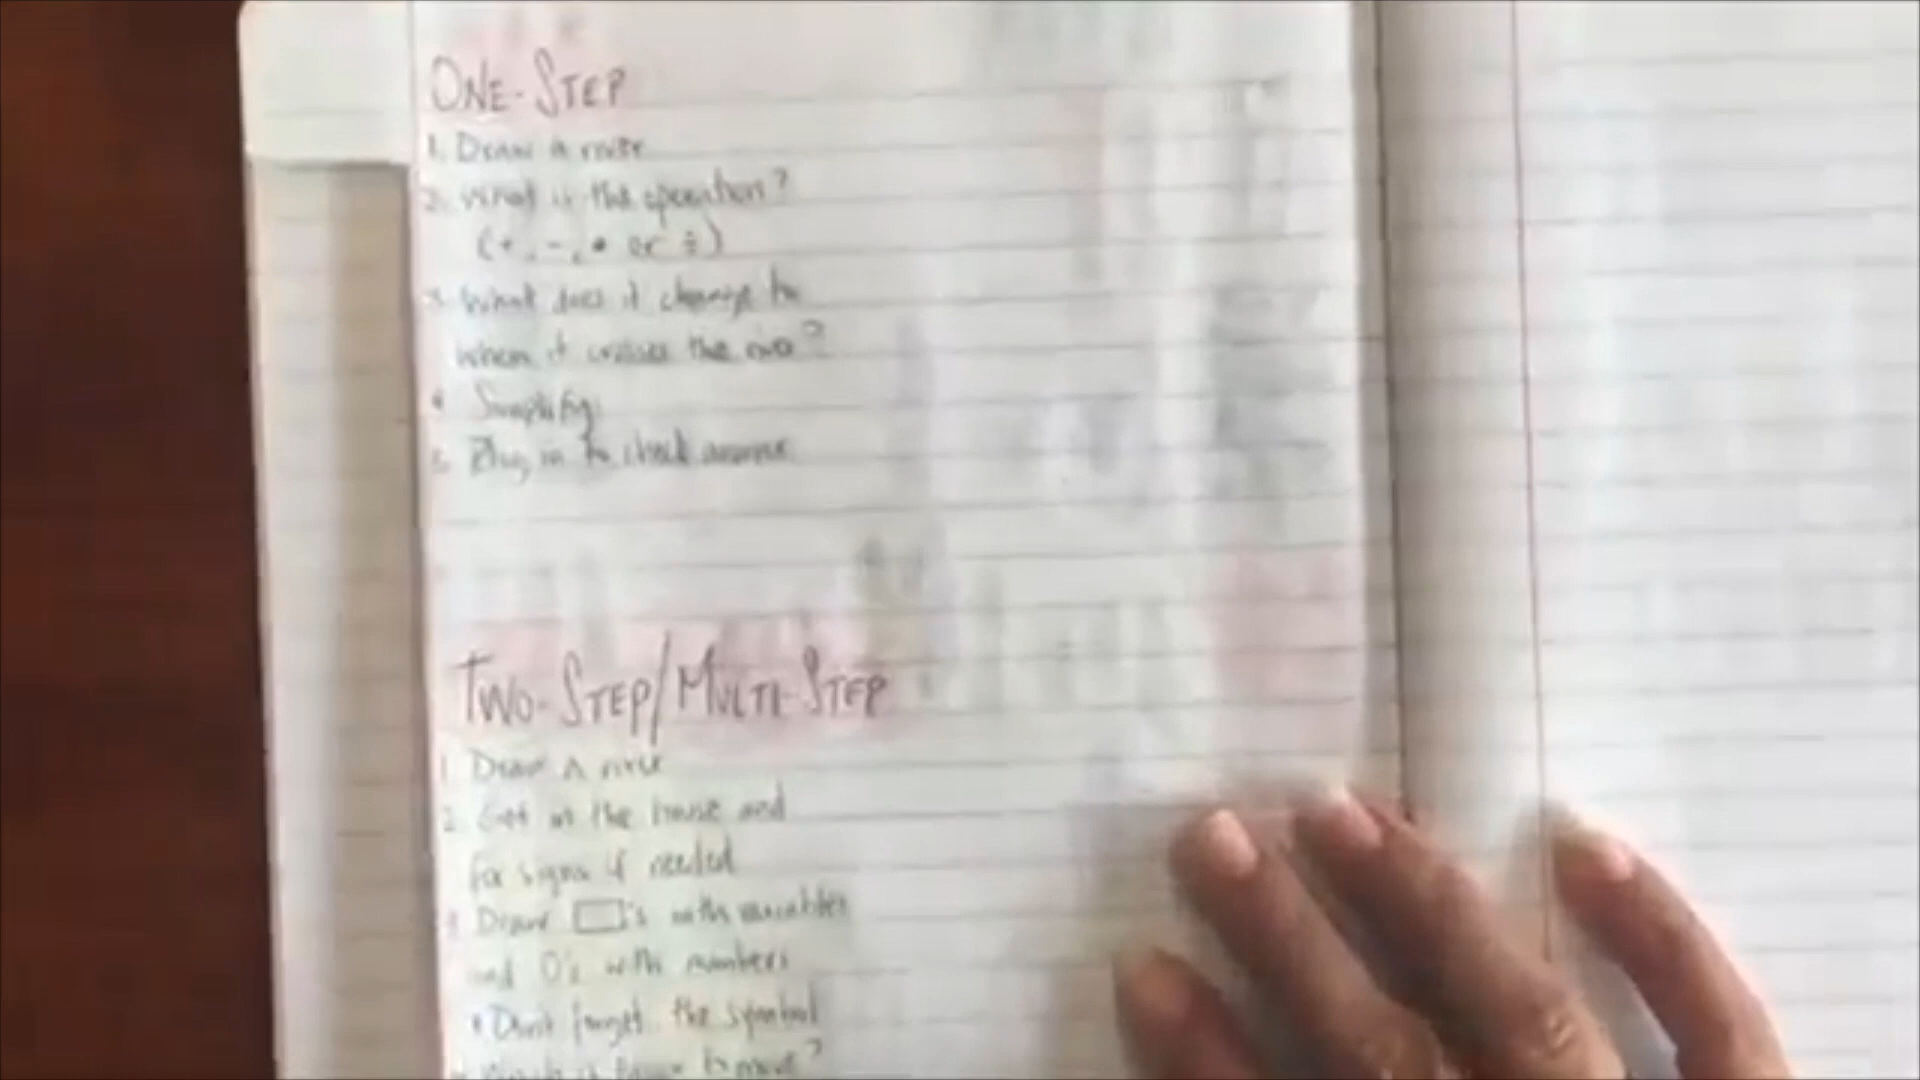 ONE-STEP
1. Draw a river
2. What is the operation?
(+, -, • or ÷)
3. What does it change to
when it crosses the river?
4. Simplify
5. Plug in to check answer
TWO-STEP/MULTI-STEP
1. Draw a river
2. Get in the house and
fix signs if needed
3. Draw □'s with variables
and O's with numbers
Don't forget the symbol
move?